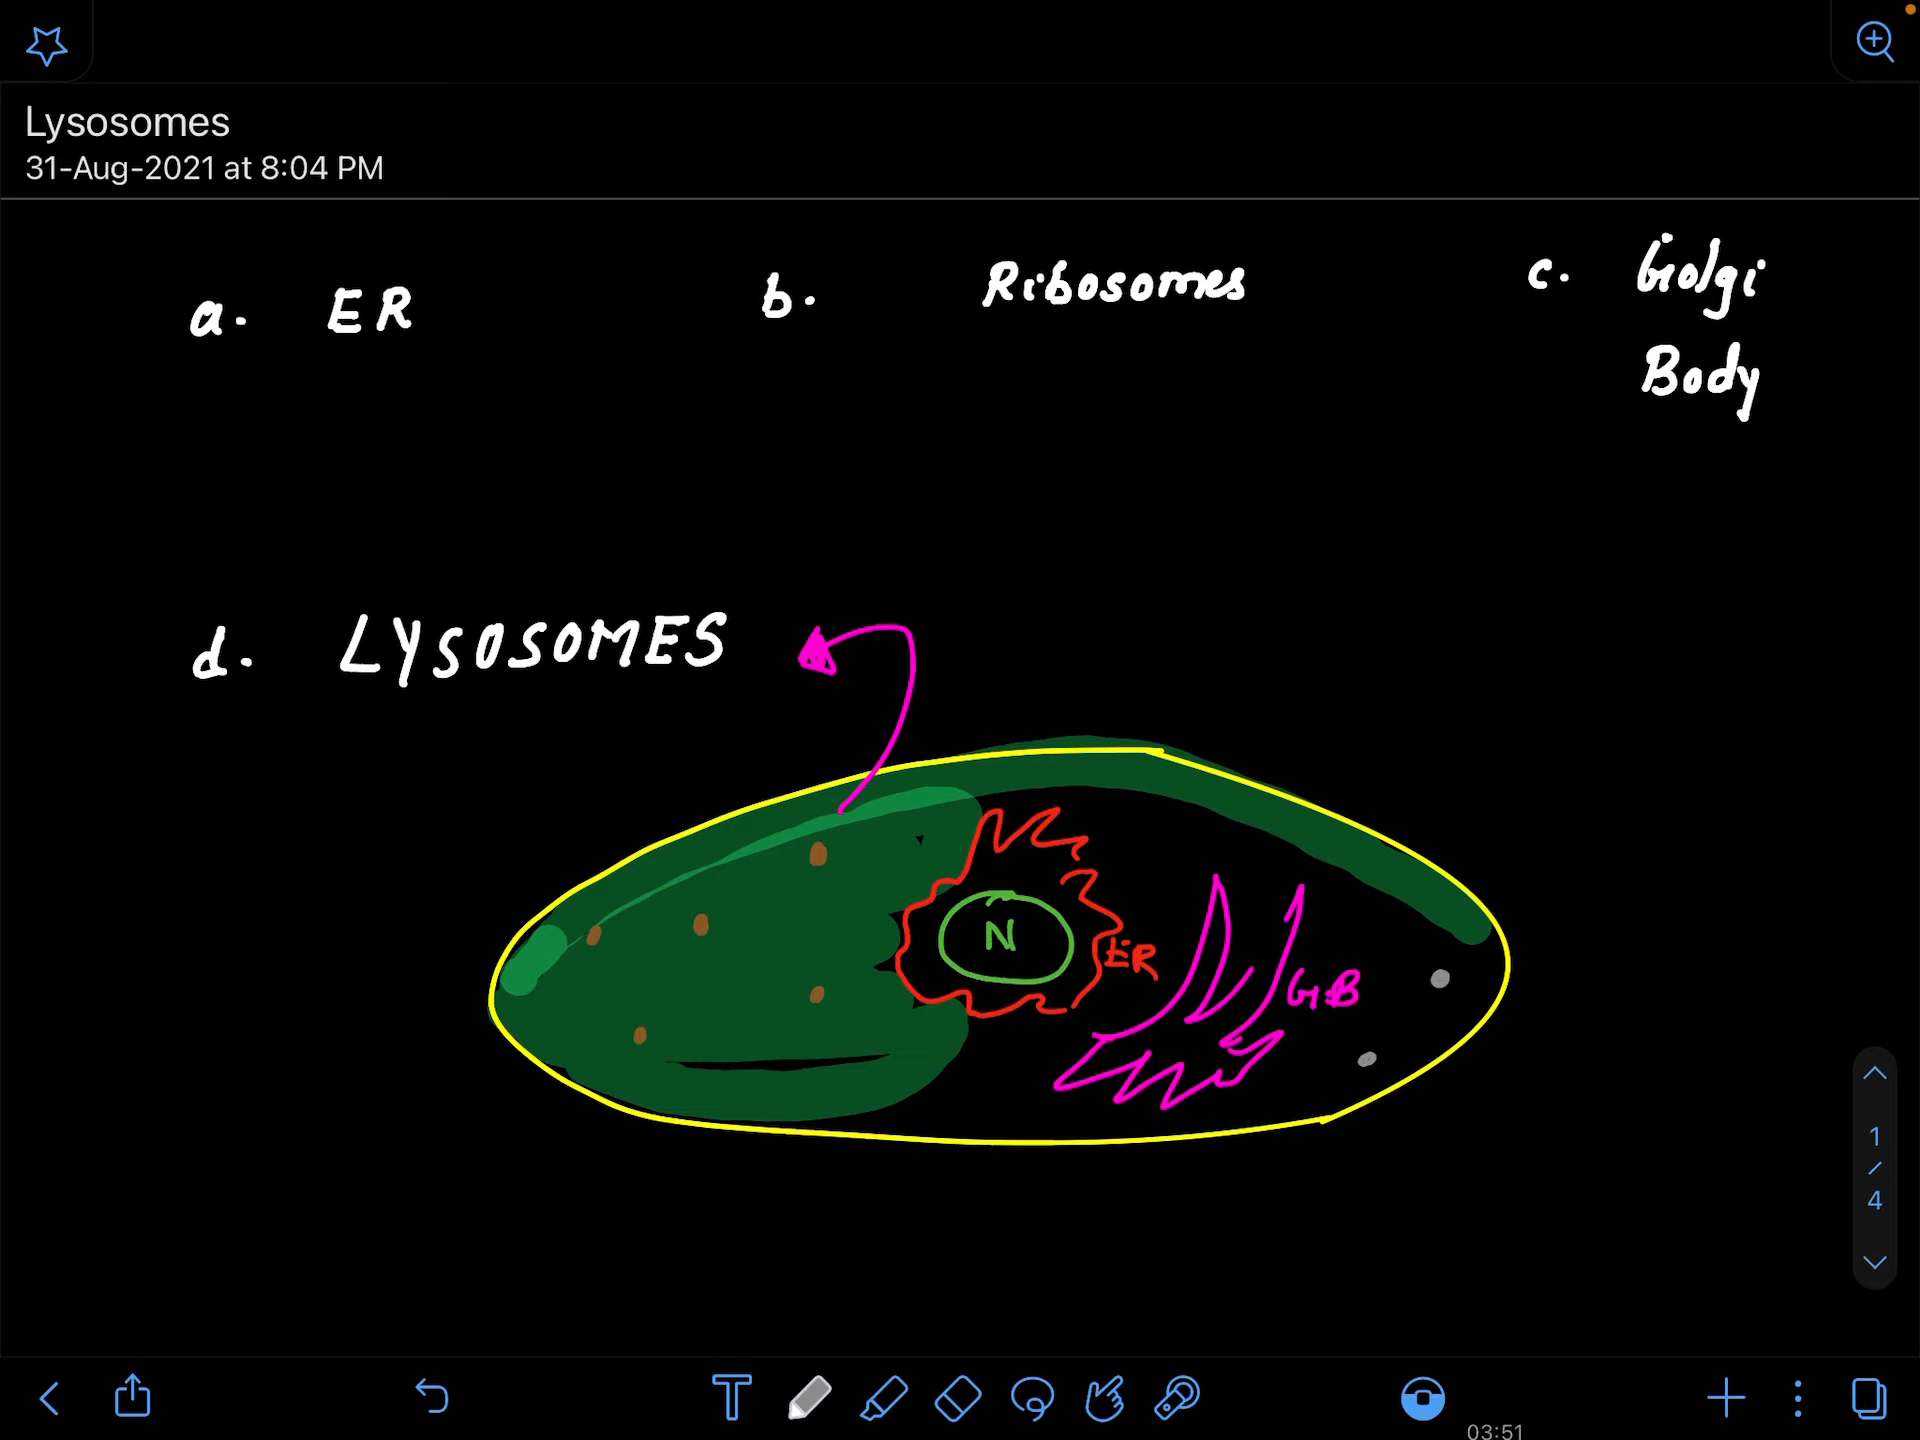 Lysosomes
31-Aug-2021 at 8:04 PM
a. ER
b. Ribosomes
c. Golgi
Body
d. LYSOSOMES
N
ER
GB
1
/
4
03:51